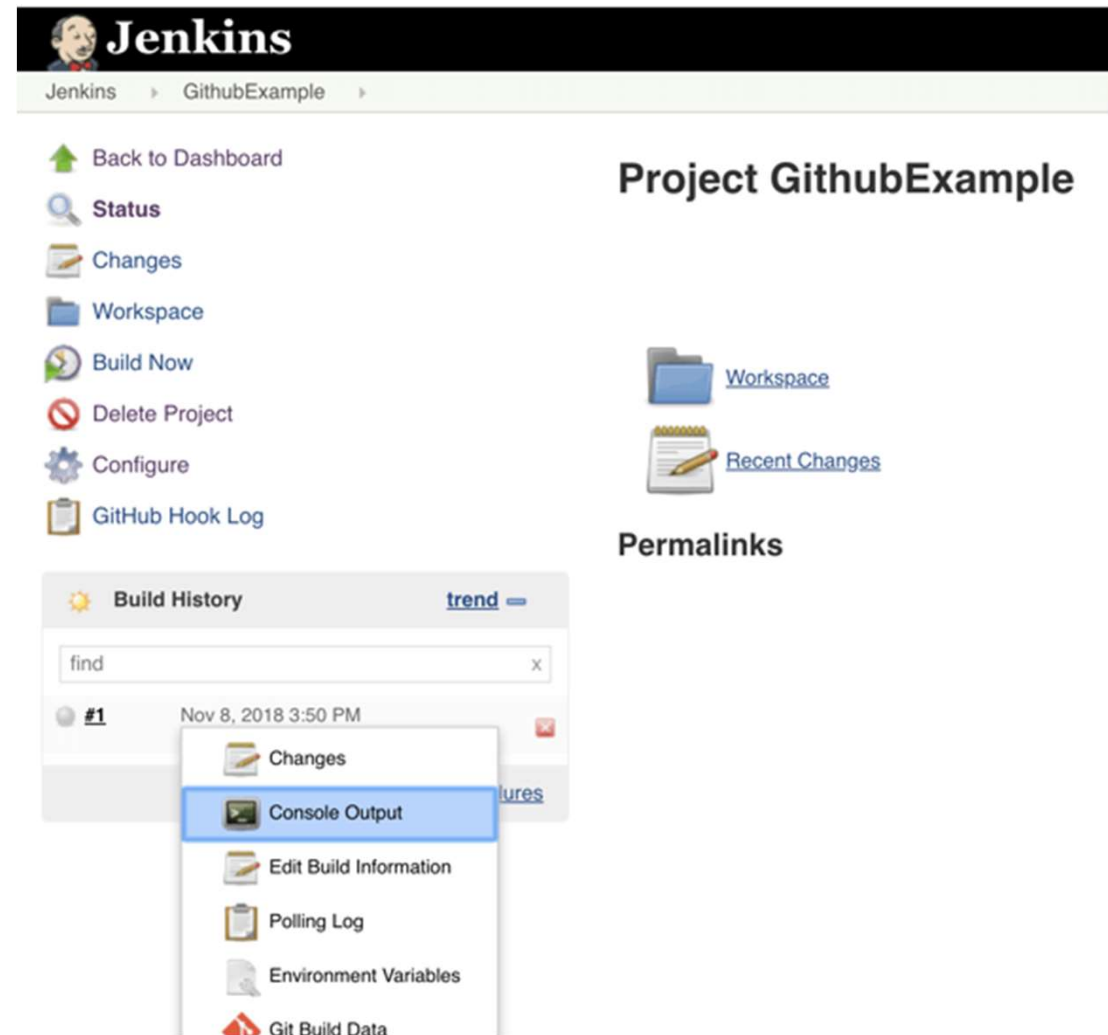 Jenkins
Jenkins GithubExample
Back to Dashboard
Status
Changes
Workspace
Build Now
Delete Project
Configure
GitHub Hook Log
Project GithubExample
Workspace
Recent Changes
Permalinks
Build History trend
find x
#1 Nov 8, 2018 3:50 PM
Changes
Console Output
Edit Build Information
Polling Log
Environment Variables
Git Build Data